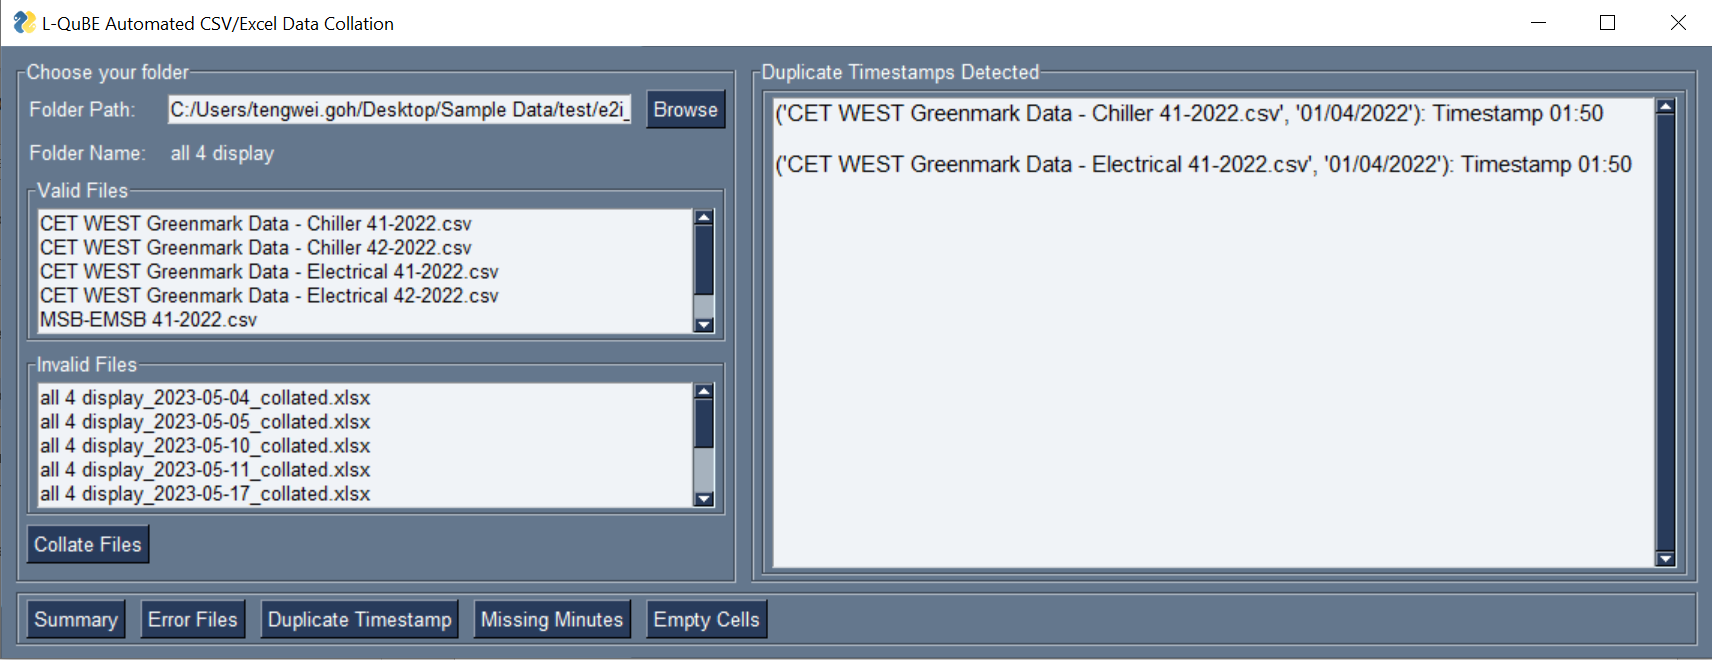 L-QuBE Automated CSV/Excel Data Collation
Choose your folder
Folder Path: C:/Users/tengwei.goh/Desktop/Sample Data/test/e2i_ Browse
Folder Name: all 4 display
Valid Files
CET WEST Greenmark Data - Chiller 41-2022.csv
CET WEST Greenmark Data - Chiller 42-2022.csv
CET WEST Greenmark Data - Electrical 41-2022.csv
CET WEST Greenmark Data - Electrical 42-2022.csv
MSB-EMSB 41-2022.csv
Invalid Files
all 4 display_2023-05-04_collated.xlsx
all 4 display_2023-05-05_collated.xlsx
all 4 display_2023-05-10_collated.xlsx
all 4 display_2023-05-11_collated.xlsx
all 4 display_2023-05-17_collated.xlsx
Collate Files
Duplicate Timestamps Detected
('CET WEST Greenmark Data - Chiller 41-2022.csv', '01/04/2022'): Timestamp 01:50
('CET WEST Greenmark Data - Electrical 41-2022.csv', '01/04/2022'): Timestamp 01:50
Summary Error Files Duplicate Timestamp Missing Minutes Empty Cells